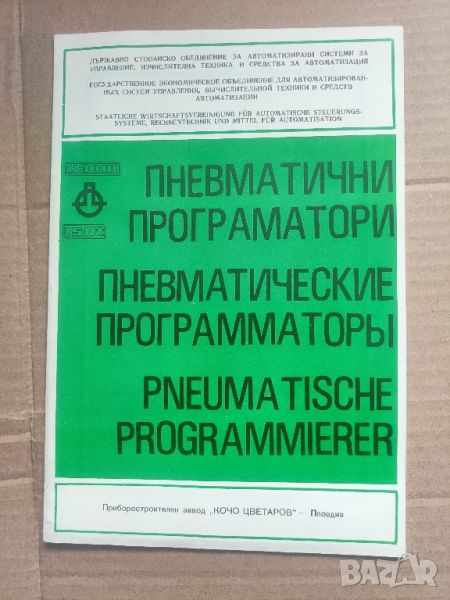 ДЪРЖАВНО СТОПАНСКО ОБЕДИНЕНИЕ ЗА АВТОМАТИЗИРАНИ СИСТЕМИ ЗА
УПРАВЛЕНИЕ, ИЗЧИСЛИТЕЛНА ТЕХНИКА И СРЕДСТВА ЗА АВТОМАТИЗАЦИЯ
ГОСУДАРСТВЕННОЕ ЭКОНОМИЧЕСКОЕ ОБЪЕДИНЕНИЕ ДЛЯ АВТОМАТИЗИРОВАН-
НЫХ СИСТЕМ УПРАВЛЕНИЯ, ВЫЧИСЛИТЕЛЬНОЙ ТЕХНИКИ И СРЕДСТВ
АВТОМАТИЗАЦИИ
STAATLICHE WIRTSCHAFTSVEREINIGUNG FÜR AUTOMATISCHE STEUERUNGS-
SYSTEME, RECHNENTECHNIK UND MITTEL FÜR AUTOMATISATION
ПНЕВМАТИЧНИ
ПРОГРАМАТОРИ
ПНЕВМАТИЧЕСКИЕ
ПРОГРАММАТОРЫ
PNEUMATISCHE
PROGRAMMIERER
Приборостроителен завод „КОЧО ЦВЕТАРОВ" — Пловдив
BAZAR